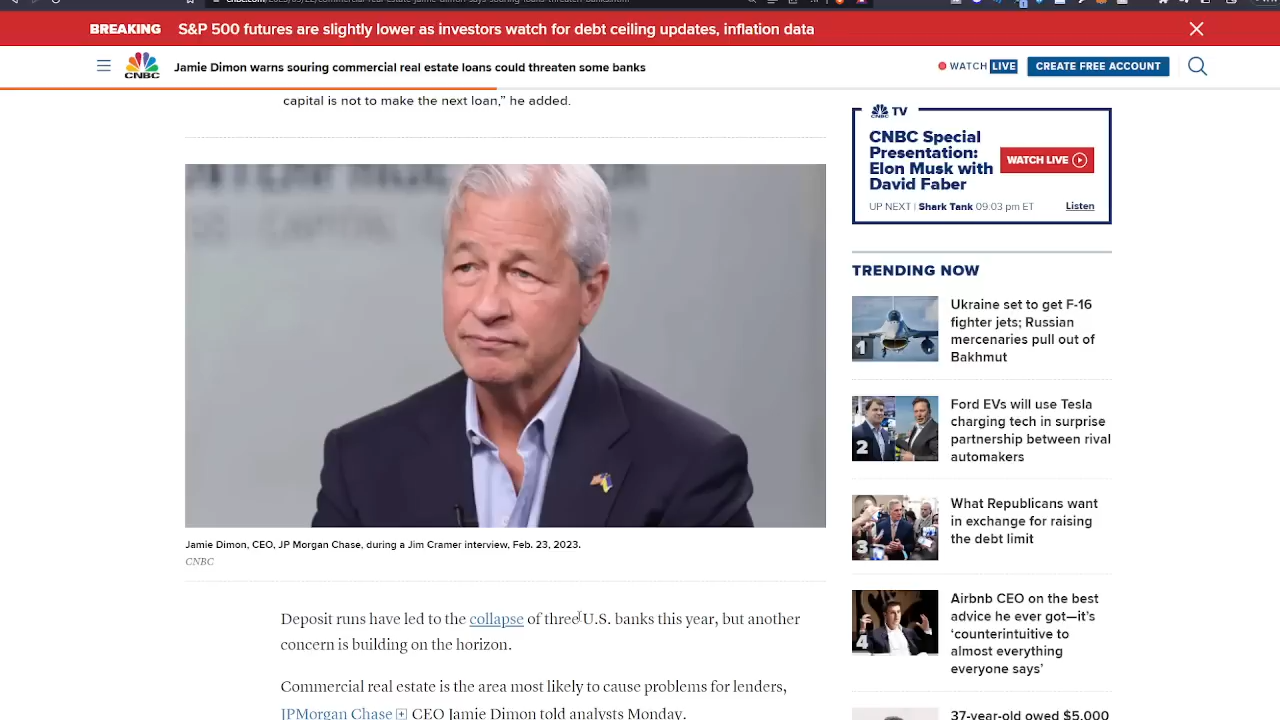 BREAKING S&P 500 futures are slightly lower as investors watch for debt ceiling updates, inflation data
CNBC
Jamie Dimon warns souring commercial real estate loans could threaten some banks
WATCH LIVE
CREATE FREE ACCOUNT
capital is not to make the next loan,” he added.
Jamie Dimon, CEO, JP Morgan Chase, during a Jim Cramer interview, Feb. 23, 2023.
CNBC
Deposit runs have led to the collapse of three U.S. banks this year, but another
concern is building on the horizon.
Commercial real estate is the area most likely to cause problems for lenders,
JPMorgan Chase + CEO Jamie Dimon told analysts Monday.
CNBC TV
CNBC Special
Presentation:
Elon Musk with
David Faber
WATCH LIVE
UP NEXT | Shark Tank 09:03 pm ET
Listen
TRENDING NOW
1
Ukraine set to get F-16
fighter jets; Russian
mercenaries pull out of
Bakhmut
2
Ford EVs will use Tesla
charging tech in surprise
partnership between rival
automakers
3
What Republicans want
in exchange for raising
the debt limit
4
Airbnb CEO on the best
advice he ever got—it’s
‘counterintuitive to
almost everything
everyone says’
37-year-old owed $5,000